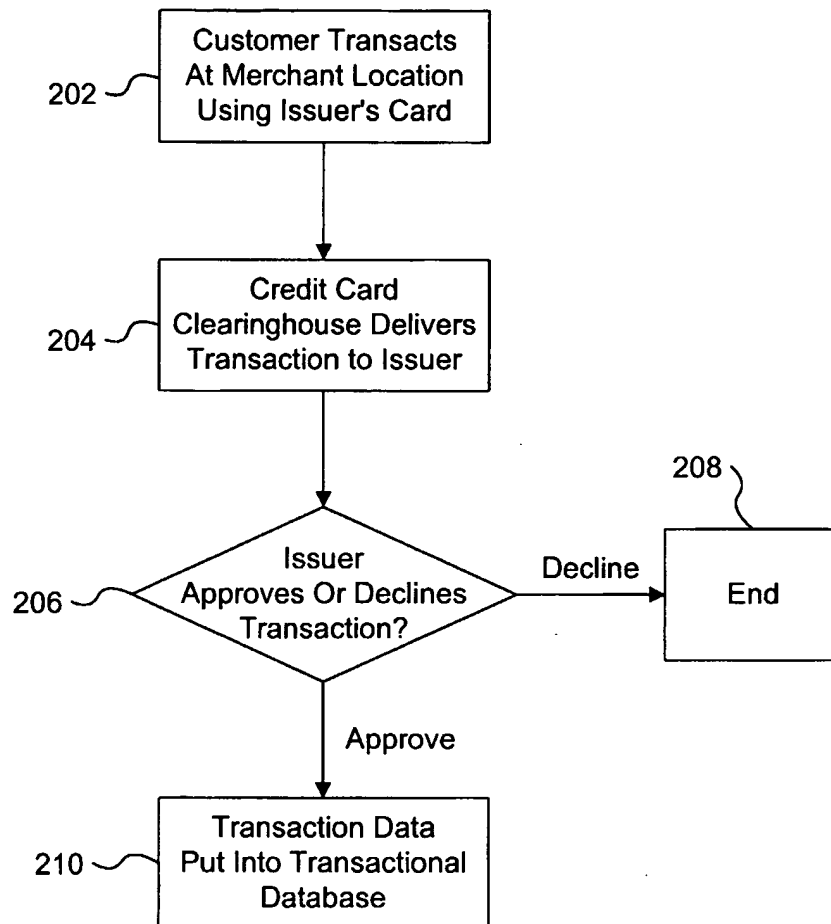 Customer Transacts
At Merchant Location
Using Issuer's Card
202
Credit Card
Clearinghouse Delivers
Transaction to Issuer
204
208
Issuer
Approves Or Declines
Transaction?
206
Decline
End
Approve
Transaction Data
Put Into Transactional
Database
210